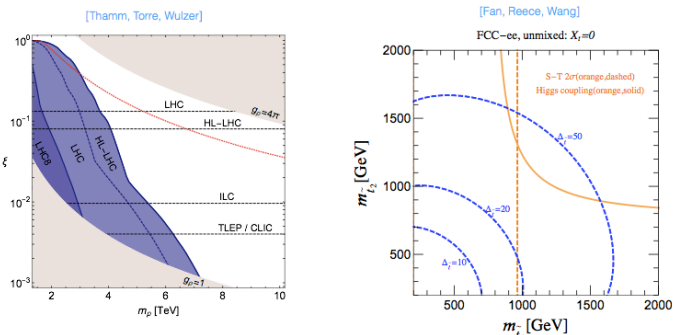 [Thamm, Torre, Wulzer]
1
10⁻¹
10⁻²
10⁻³
ξ
LHC
HL-LHC
ILC
TLEP / CLIC
gρ=4π
gρ=1
LHC8
LHC
HL-LHC
2 4 6 8 10
mρ [TeV]
[Fan, Reece, Wang]
FCC-ee, unmixed: Xt=0
S-T 2σ(orange,dashed)
Higgs coupling(orange,solid)
2000
1500
1000
500
mt̃₂ [GeV]
Δt̃=50
Δt̃=20
Δt̃=10
500 1000 1500 2000
[GeV]